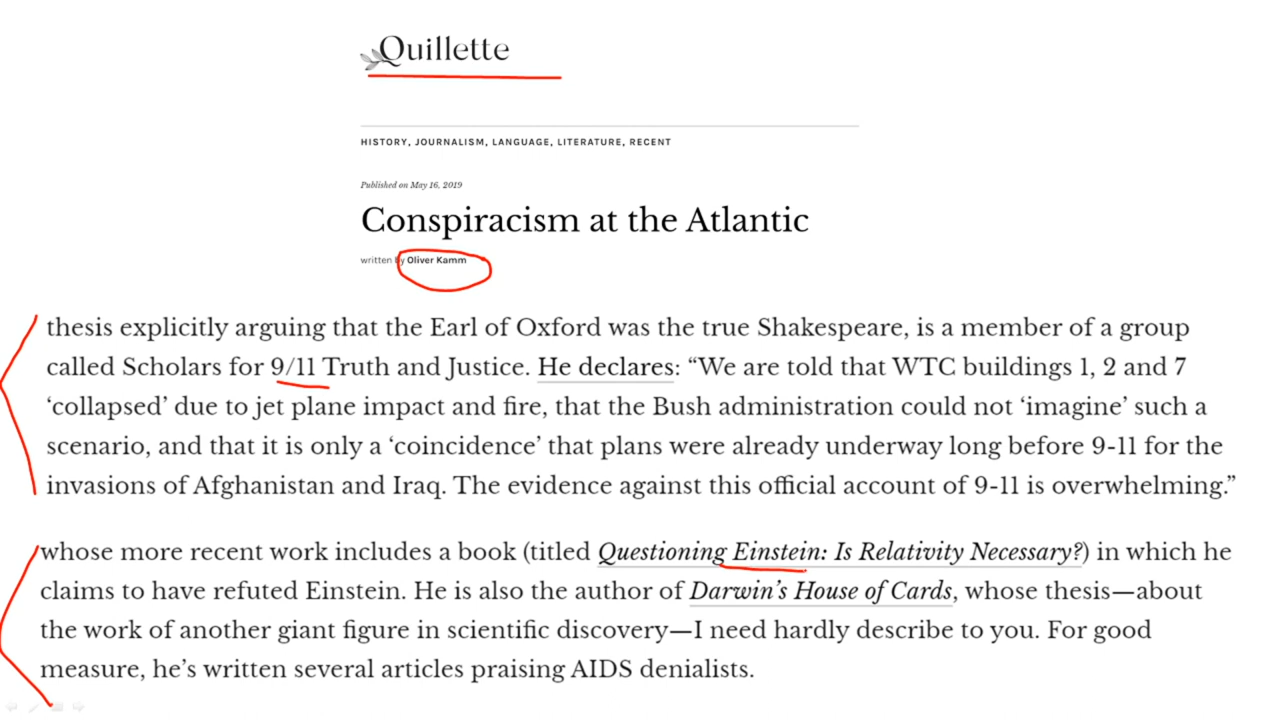 Quillette
HISTORY, JOURNALISM, LANGUAGE, LITERATURE, RECENT
Published on May 16, 2019
Conspiracism at the Atlantic
written by Oliver Kamm
thesis explicitly arguing that the Earl of Oxford was the true Shakespeare, is a member of a group
called Scholars for 9/11 Truth and Justice. He declares: “We are told that WTC buildings 1, 2 and 7
‘collapsed’ due to jet plane impact and fire, that the Bush administration could not ‘imagine’ such a
scenario, and that it is only a ‘coincidence’ that plans were already underway long before 9-11 for the
invasions of Afghanistan and Iraq. The evidence against this official account of 9-11 is overwhelming.”
whose more recent work includes a book (titled Questioning Einstein: Is Relativity Necessary?) in which he
claims to have refuted Einstein. He is also the author of Darwin’s House of Cards, whose thesis—about
the work of another giant figure in scientific discovery—I need hardly describe to you. For good
measure, he’s written several articles praising AIDS denialists.